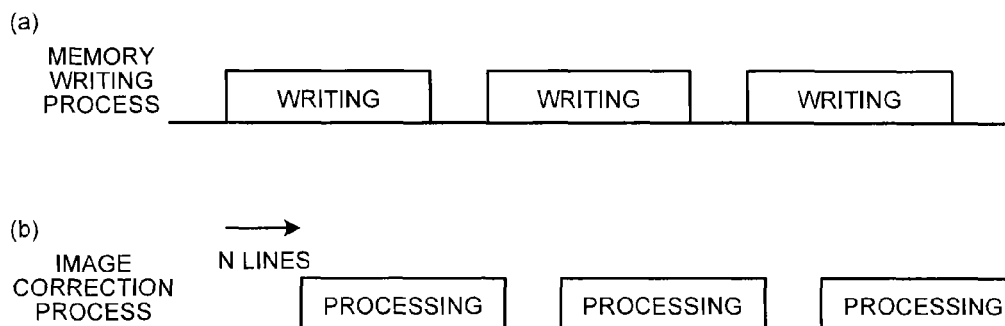 (a)
MEMORY
WRITING
PROCESS
WRITING WRITING WRITING
(b)
N LINES
IMAGE
CORRECTION
PROCESS
PROCESSING PROCESSING PROCESSING